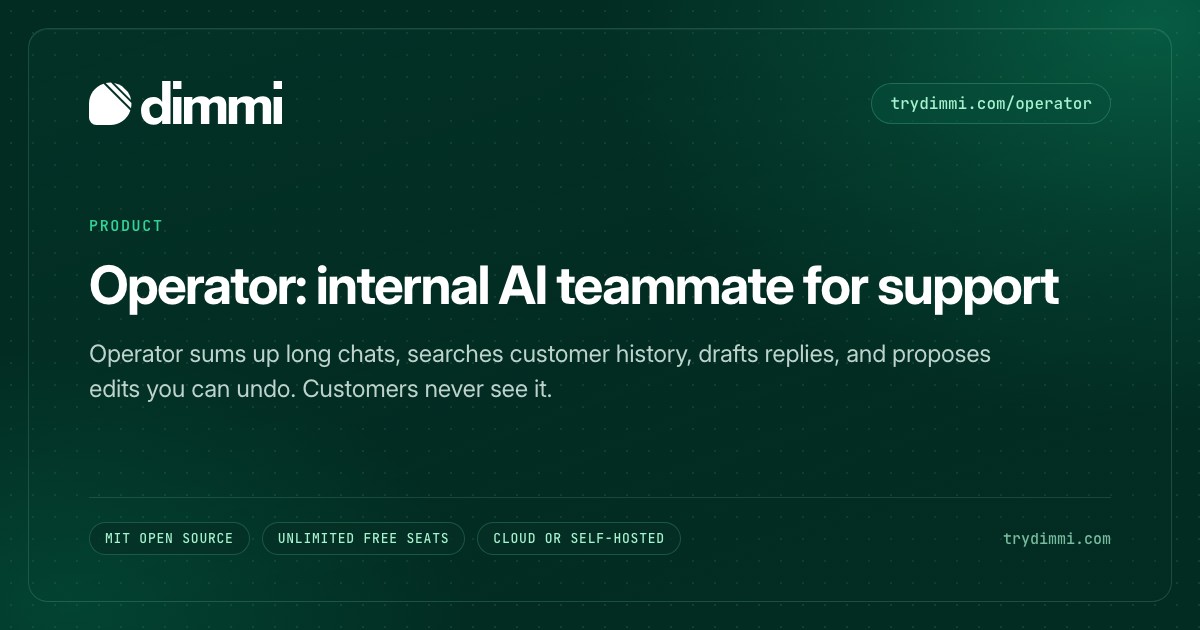 dimmi
trydimmi.com/operator
PRODUCT
Operator: internal AI teammate for support
Operator sums up long chats, searches customer history, drafts replies, and proposes
edits you can undo. Customers never see it.
MIT OPEN SOURCE
UNLIMITED FREE SEATS
CLOUD OR SELF-HOSTED
trydimmi.com